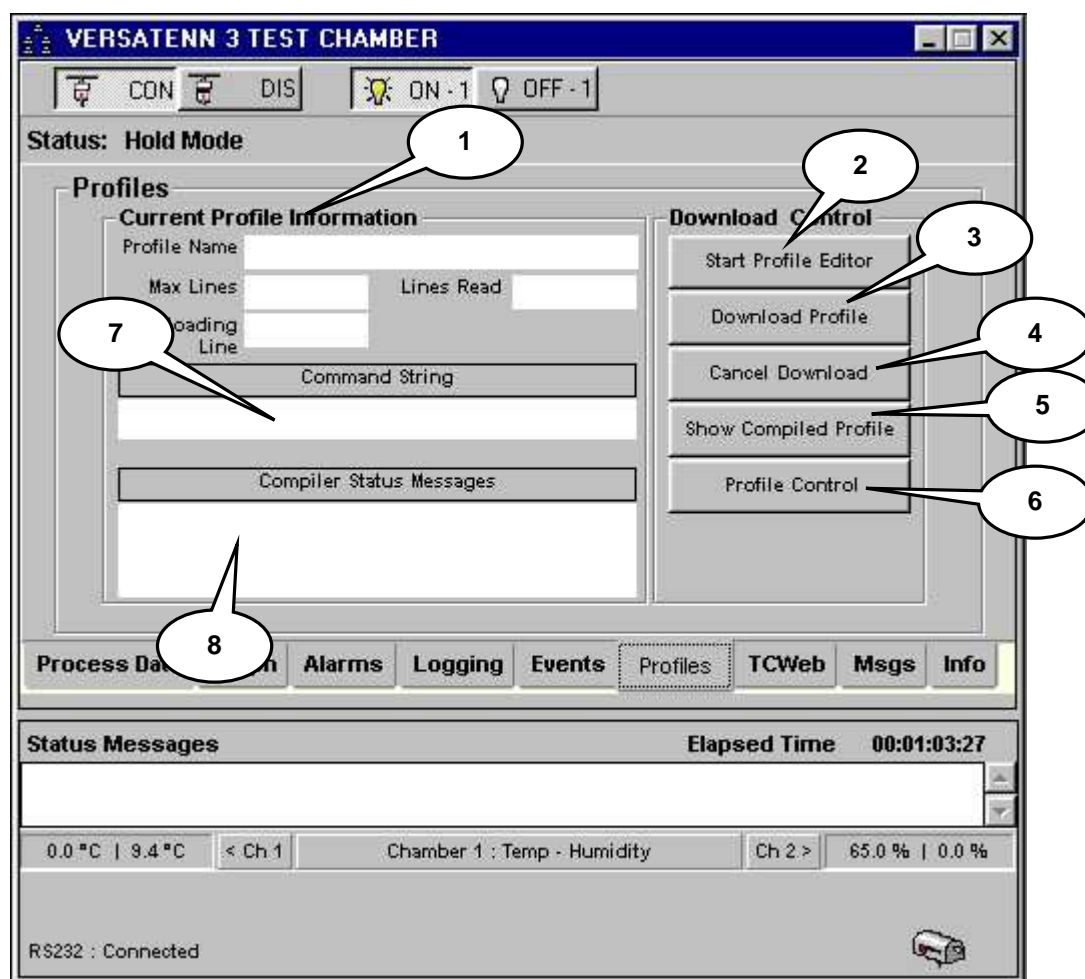 VERSATENN 3 TEST CHAMBER
CON DIS ON - 1 OFF - 1
Status: Hold Mode
1
2
Profiles
Current Profile Information
Download Control
Profile Name
Start Profile Editor
3
Max Lines Lines Read
Download Profile
7
oading
Line
4
Command String
Cancel Download
5
Show Compiled Profile
Compiler Status Messages
Profile Control
6
8
Process Da Alarms Logging Events Profiles TCWeb Msgs Info
Status Messages Elapsed Time 00:01:03:27
0.0 °C | 9.4 °C < Ch 1 Chamber 1 : Temp - Humidity Ch 2 > 65.0 % | 0.0 %
RS232 : Connected